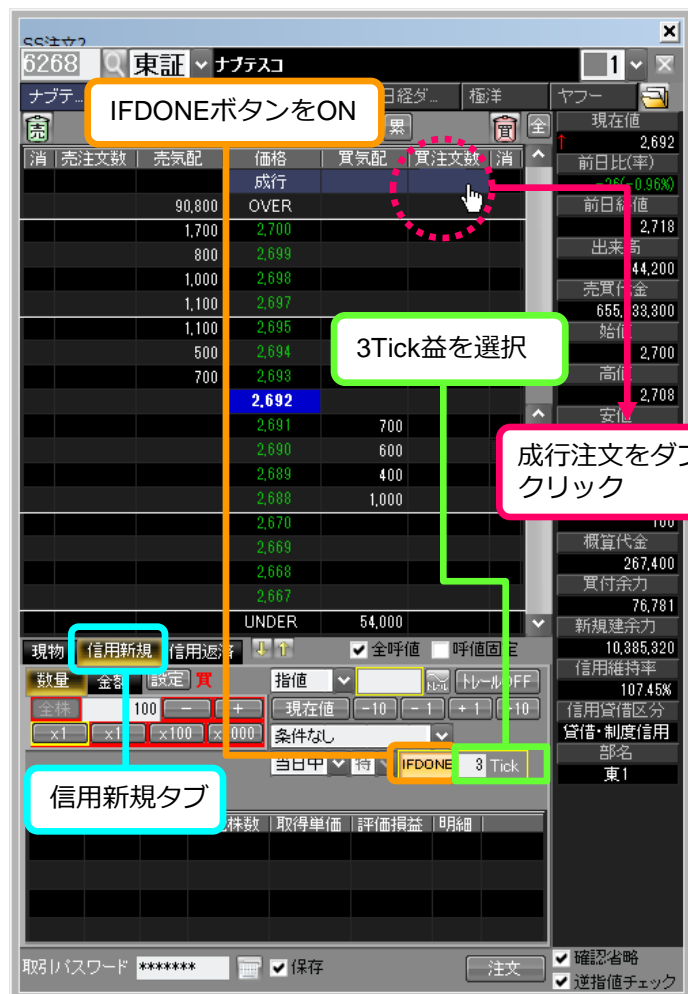 SS注文2
6268 東証 ナブテスコ 1
ナブテ... 日経ダ... 極洋 ヤフー
IFDONEボタンをON
売 累 買 全
消 売注文数 売気配 価格 買気配 買注文数 消
成行
90,800 OVER
1,700 2,700
800 2,699
1,000 2,698
1,100 2,697
1,100 2,695
500 2,694
700 2,693
2,692
2,691 700
2,690 600
2,689 400
2,688 1,000
2,670
2,669
2,668
2,667
UNDER 54,000
3Tick益を選択
成行注文をダブ
クリック
現在値
↑ 2,692
前日比(率)
-26(-0.96%)
前日終値
2,718
出来高
44,200
売買代金
始値
2,700
高値
2,708
安値
100
概算代金
267,400
買付余力
76,781
新規建余力
10,385,320
信用維持率
107.45%
信用貸借区分
貸借・制度信用
部名
東1
現物 信用新規 信用返済 全呼値 呼値固定
数量 金額 設定 買 指値 トレール トレールOFF
全株 100 - + 現在値 -10 -1 +1 +10
x1 x10 x100 条件なし
当日中 特 IFDONE 3 Tick
信用新規タブ
株数 取得単価 評価損益 明細
取引パスワード ******* 保存 注文
確認省略
逆指値チェック